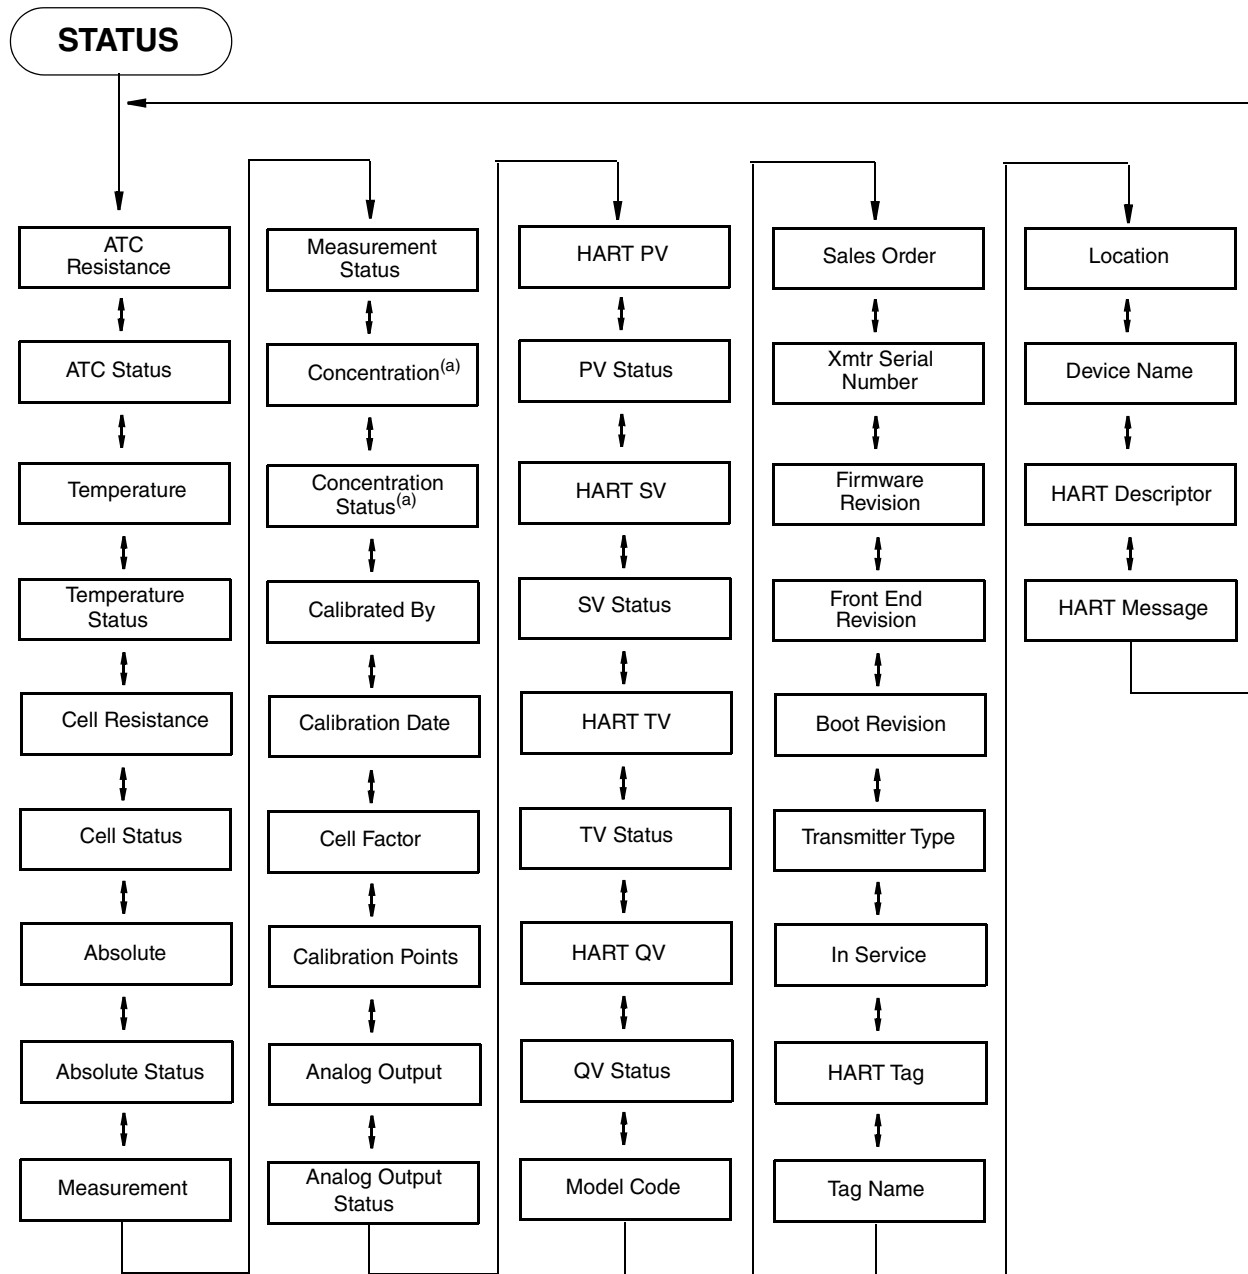 STATUS
ATC
Resistance
ATC Status
Temperature
Temperature
Status
Cell Resistance
Cell Status
Absolute
Absolute Status
Measurement
Measurement
Status
Concentration(a)
Concentration
Status(a)
Calibrated By
Calibration Date
Cell Factor
Calibration Points
Analog Output
Analog Output
Status
HART PV
PV Status
HART SV
SV Status
HART TV
TV Status
HART QV
QV Status
Model Code
Sales Order
Xmtr Serial
Number
Firmware
Revision
Front End
Revision
Boot Revision
Transmitter Type
In Service
HART Tag
Tag Name
Location
Device Name
HART Descriptor
HART Message